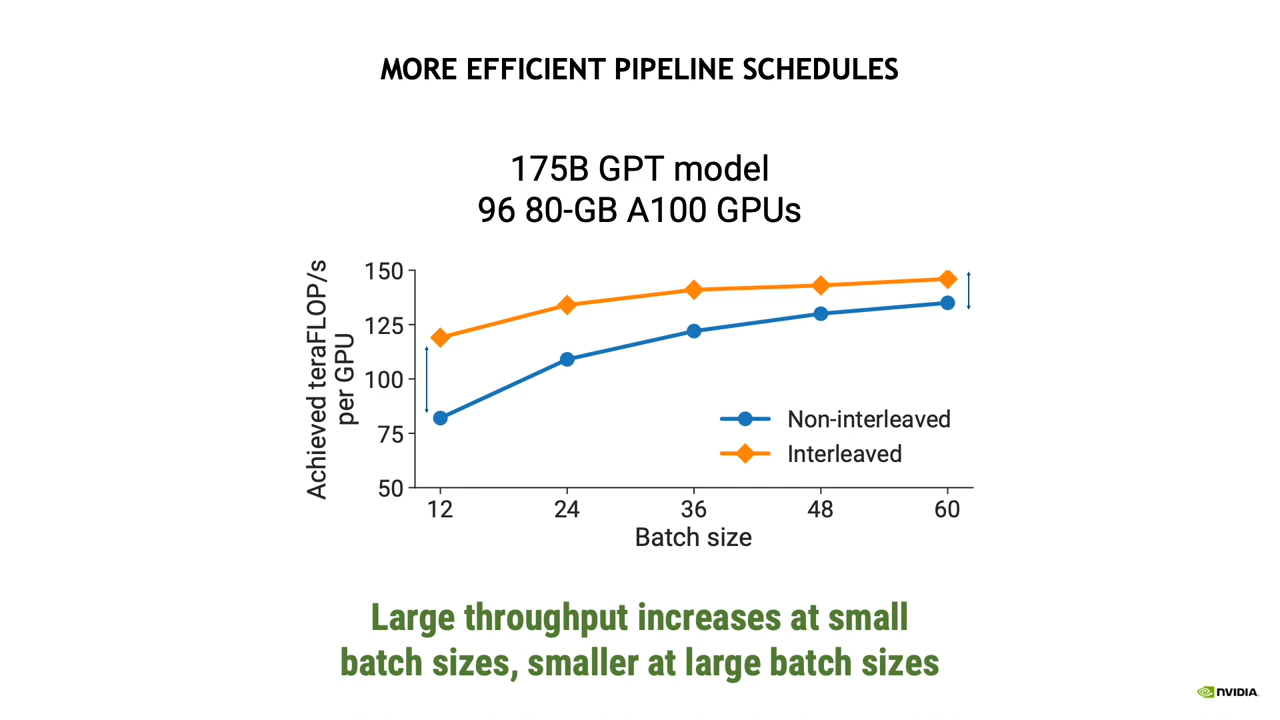 MORE EFFICIENT PIPELINE SCHEDULES
175B GPT model
96 80-GB A100 GPUs
Achieved teraFLOP/s
per GPU
150
125
100
75
50
12 24 36 48 60
Batch size
Non-interleaved
Interleaved
Large throughput increases at small
batch sizes, smaller at large batch sizes
NVIDIA